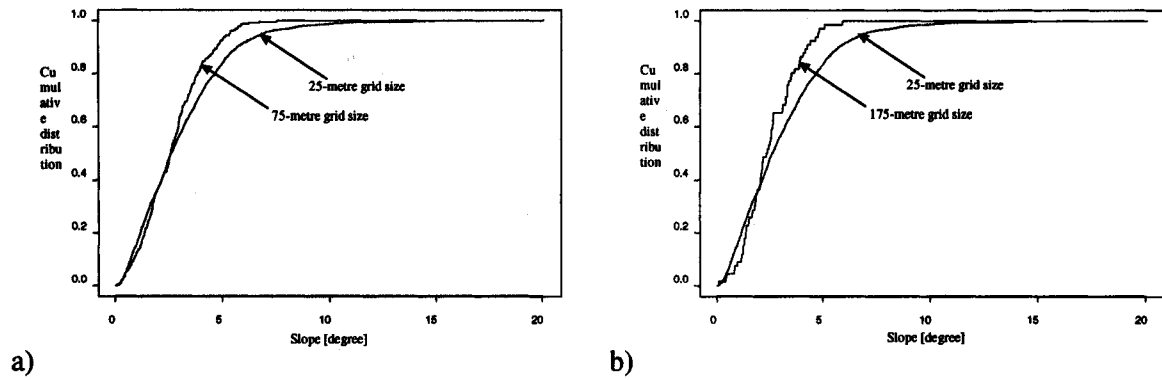 1.0
0.8
0.6
0.4
0.2
0.0
Cu
mul
ativ
e
dist
ribu
tion
25-metre grid size
75-metre grid size
0
5
10
15
20
Slope [degree]
a)
1.0
0.8
0.6
0.4
0.2
0.0
Cu
mul
ativ
e
dist
ribu
tion
25-metre grid size
175-metre grid size
0
5
10
15
20
Slope [degree]
b)